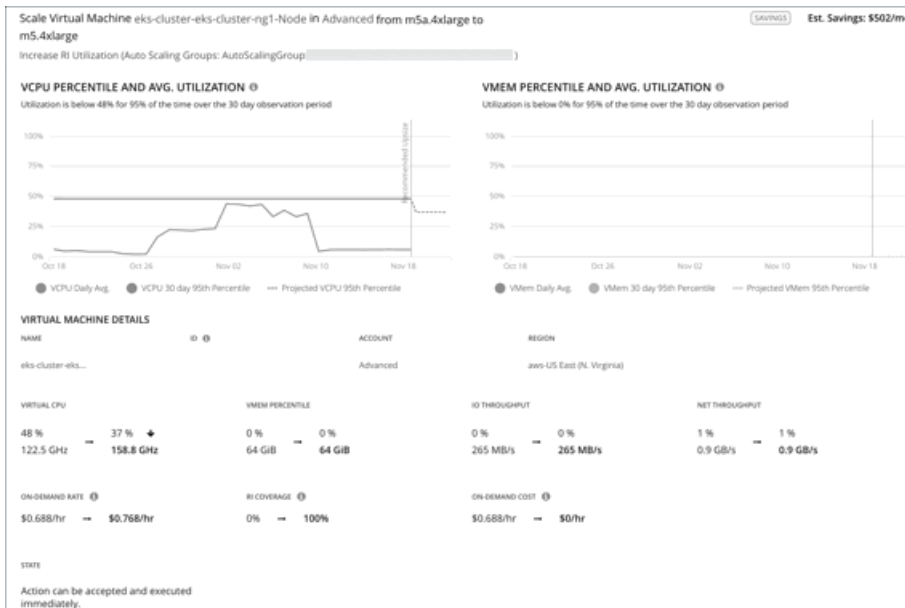 Scale Virtual Machine eks-cluster-eks-cluster-ng1-Node in Advanced from m5a.4xlarge to
m5.4xlarge
SAVINGS
Est. Savings: $502/m
Increase RI Utilization (Auto Scaling Groups: AutoScalingGroup )
VCPU PERCENTILE AND AVG. UTILIZATION
Utilization is below 48% for 95% of the time over the 30 day observation period
100%
75%
50%
25%
0%
Recommended Upsize
Oct 18 Oct 26 Nov 02 Nov 10 Nov 18
VCPU Daily Avg. VCPU 30 day 95th Percentile Projected VCPU 95th Percentile
VMEM PERCENTILE AND AVG. UTILIZATION
Utilization is below 0% for 95% of the time over the 30 day observation period
100%
75%
50%
25%
0%
Oct 18 Oct 26 Nov 02 Nov 10 Nov 18
VMem Daily Avg. VMem 30 day 95th Percentile Projected VMem 95th Percentile
VIRTUAL MACHINE DETAILS
NAME ID ACCOUNT REGION
eks-cluster-eks... Advanced aws-US East (N. Virginia)
VIRTUAL CPU VMEM PERCENTILE IO THROUGHPUT NET THROUGHPUT
48 % → 37 % 0 % → 0 % 0 % → 0 % 1 % → 1 %
122.5 GHz 158.8 GHz 64 GiB 64 GiB 265 MB/s 265 MB/s 0.9 GB/s 0.9 GB/s
ON-DEMAND RATE RI COVERAGE ON-DEMAND COST
$0.688/hr → $0.768/hr 0% → 100% $0.688/hr → $0/hr
STATE
Action can be accepted and executed
immediately.